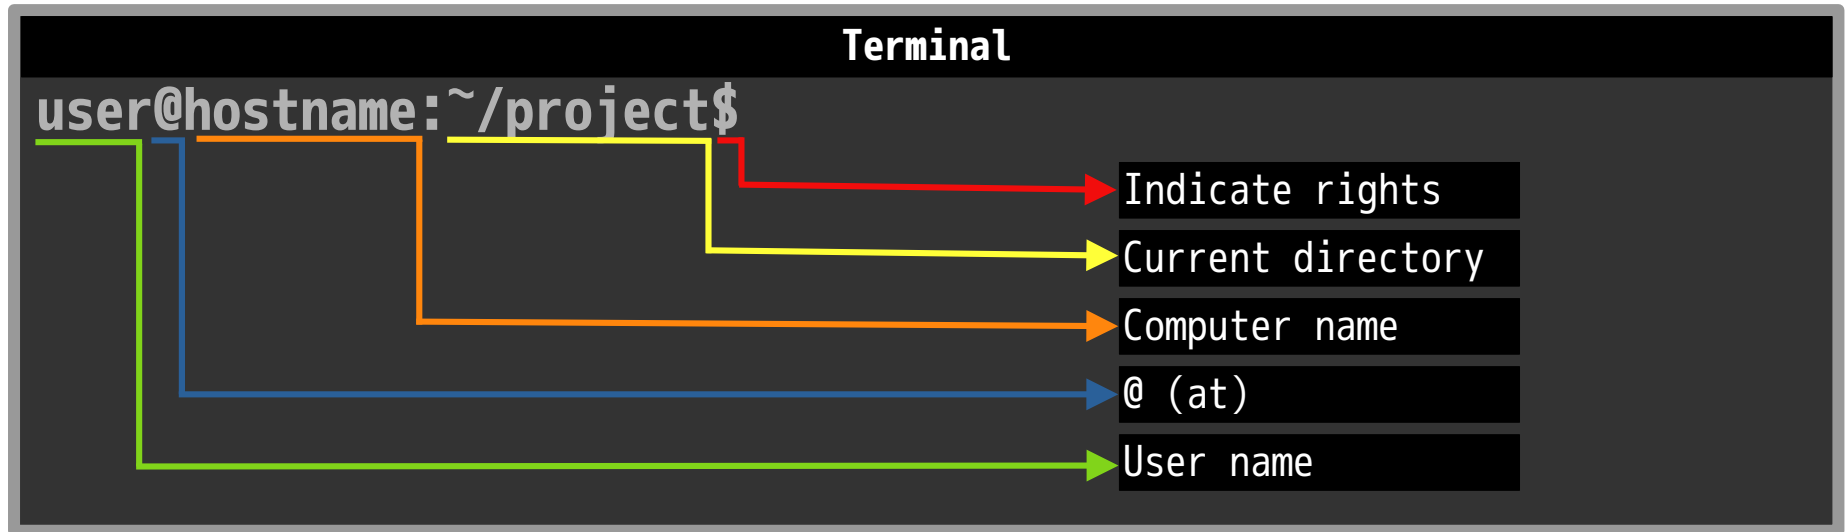 Terminal
user@hostname:~/project$
Indicate rights
Current directory
Computer name
@ (at)
User name